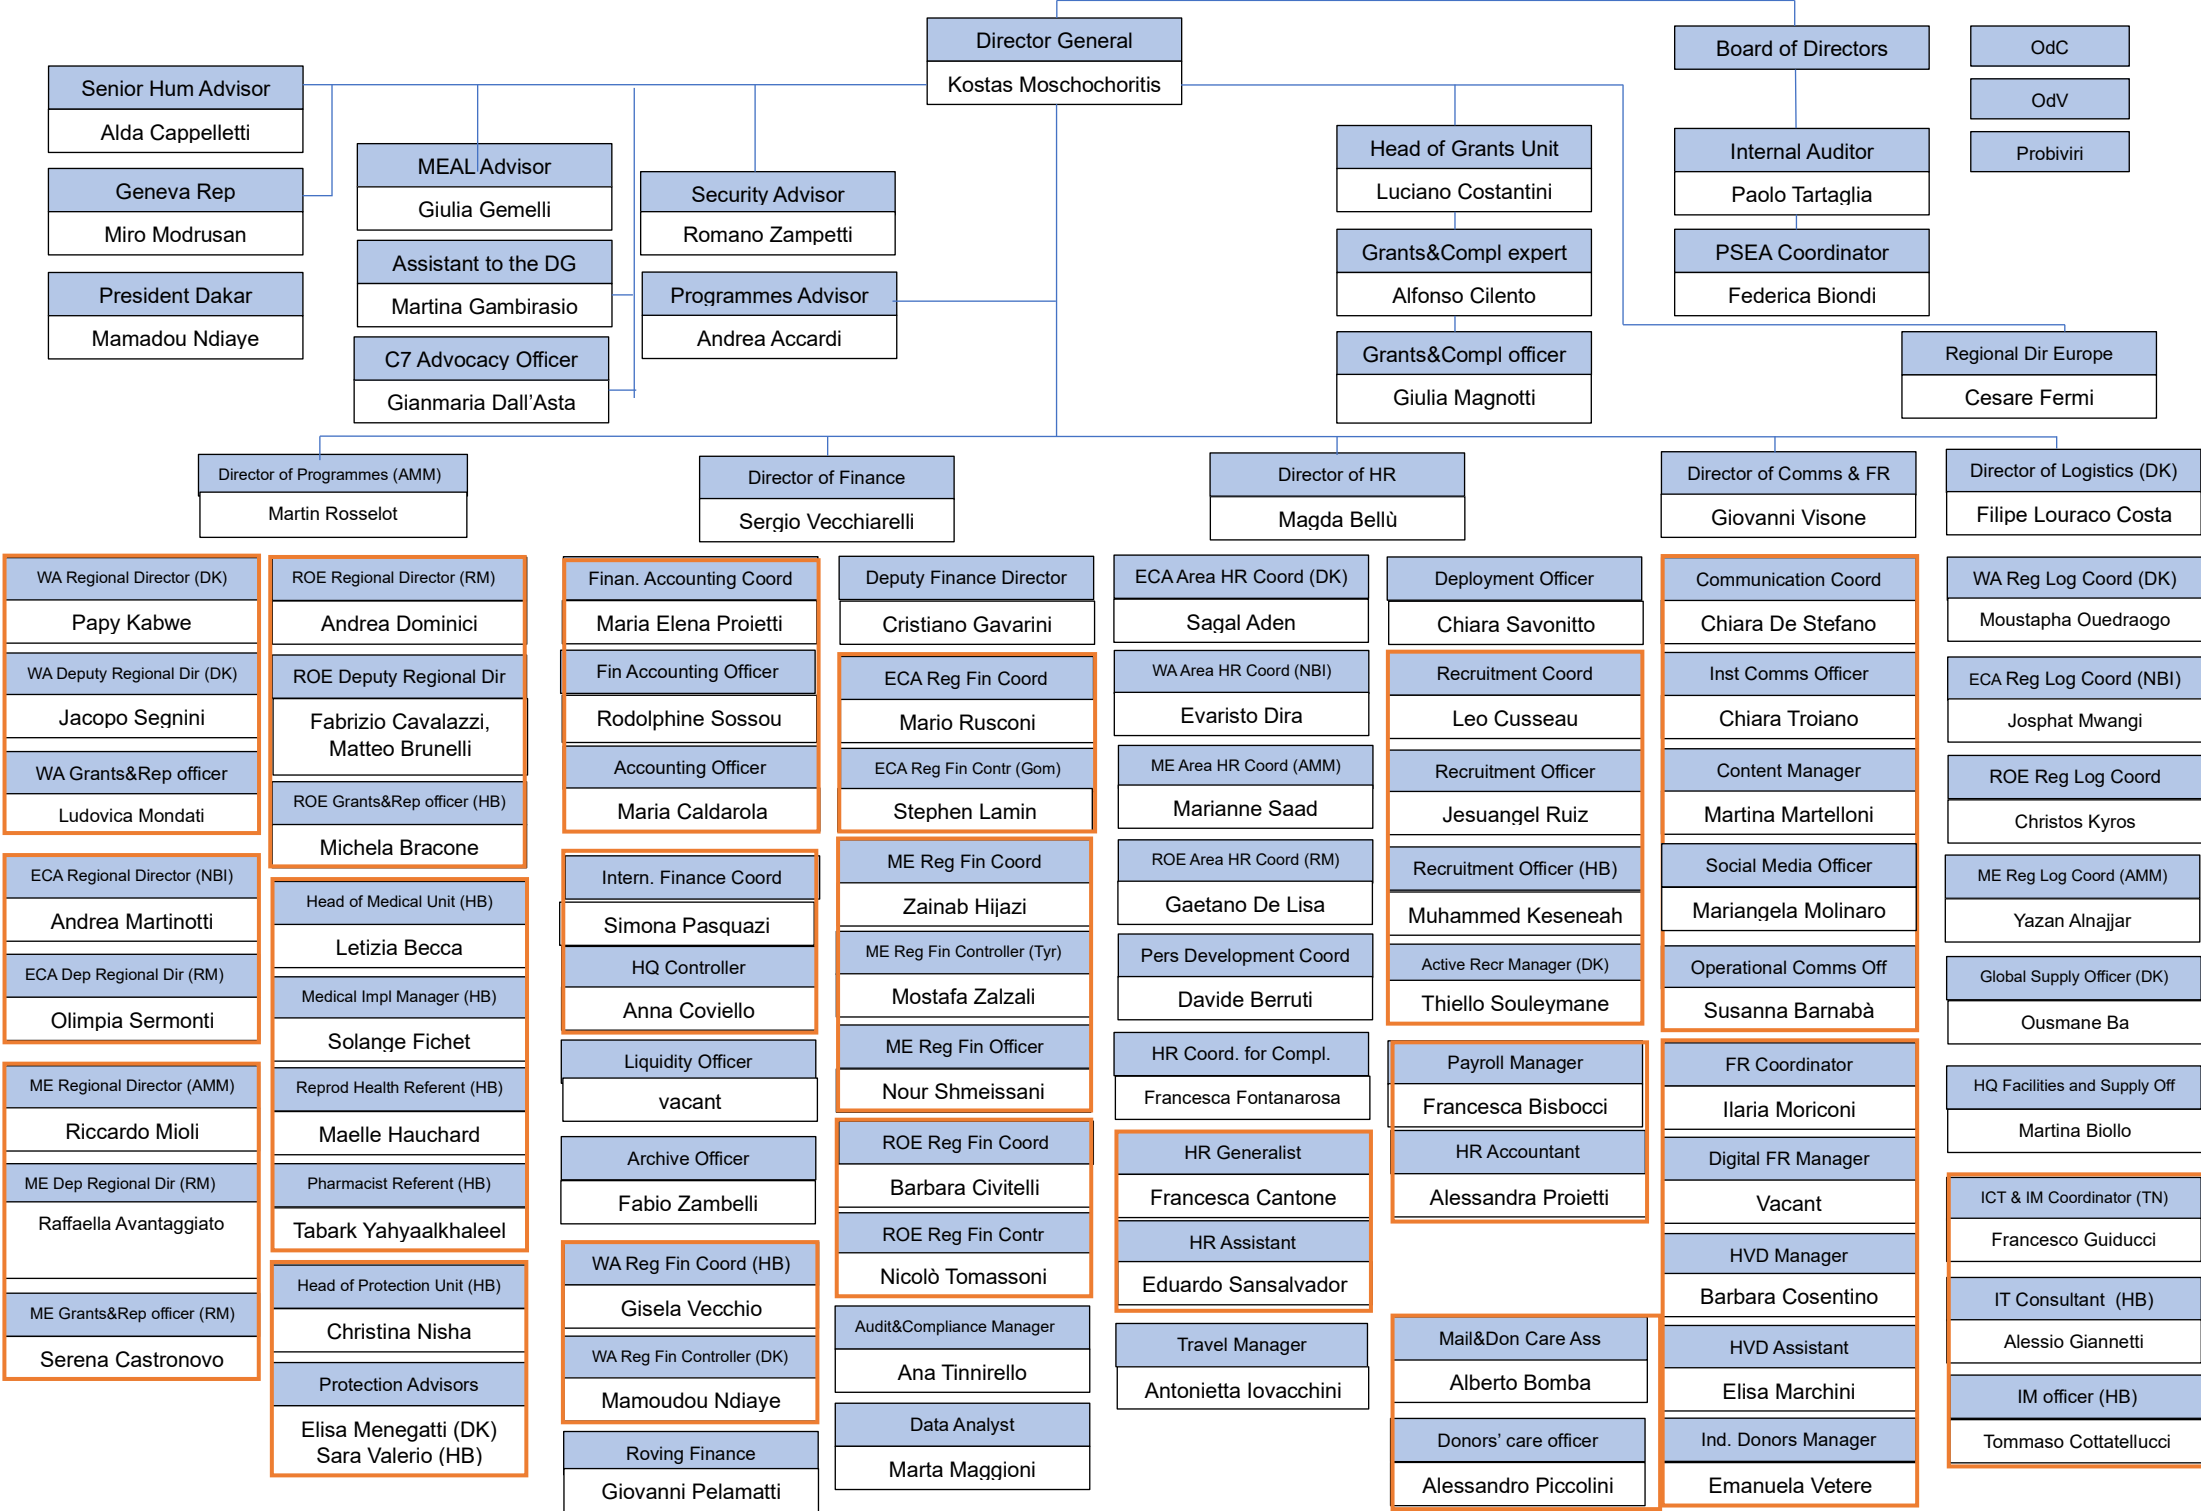 Director General
Kostas Moschochoritis
Board of Directors
OdC
OdV
Probiviri
Senior Hum Advisor
Alda Cappelletti
Geneva Rep
Miro Modrusan
President Dakar
Mamadou Ndiaye
MEAL Advisor
Giulia Gemelli
Assistant to the DG
Martina Gambirasio
C7 Advocacy Officer
Gianmaria Dall'Asta
Security Advisor
Romano Zampetti
Programmes Advisor
Andrea Accardi
Head of Grants Unit
Luciano Costantini
Grants&Compl expert
Alfonso Cilento
Grants&Compl officer
Giulia Magnotti
Internal Auditor
Paolo Tartaglia
PSEA Coordinator
Federica Biondi
Regional Dir Europe
Cesare Fermi
Director of Programmes (AMM)
Martin Rosselot
Director of Finance
Sergio Vecchiarelli
Director of HR
Magda Bellù
Director of Comms & FR
Giovanni Visone
Director of Logistics (DK)
Filipe Louraco Costa
WA Regional Director (DK)
Papy Kabwe
WA Deputy Regional Dir (DK)
Jacopo Segnini
WA Grants&Rep officer
Ludovica Mondati
ECA Regional Director (NBI)
Andrea Martinotti
ECA Dep Regional Dir (RM)
Olimpia Sermonti
ME Regional Director (AMM)
Riccardo Mioli
ME Dep Regional Dir (RM)
Raffaella Avantaggiato
ME Grants&Rep officer (RM)
Serena Castronovo
ROE Regional Director (RM)
Andrea Dominici
ROE Deputy Regional Dir
Fabrizio Cavalazzi,
Matteo Brunelli
ROE Grants&Rep officer (HB)
Michela Bracone
Head of Medical Unit (HB)
Letizia Becca
Medical Impl Manager (HB)
Solange Fichet
Reprod Health Referent (HB)
Maelle Hauchard
Pharmacist Referent (HB)
Tabark Yahyaalkhaleel
Head of Protection Unit (HB)
Christina Nisha
Protection Advisors
Elisa Menegatti (DK)
Sara Valerio (HB)
Finan. Accounting Coord
Maria Elena Proietti
Fin Accounting Officer
Rodolphine Sossou
Accounting Officer
Maria Caldarola
Intern. Finance Coord
Simona Pasquazi
HQ Controller
Anna Coviello
Liquidity Officer
vacant
Archive Officer
Fabio Zambelli
WA Reg Fin Coord (HB)
Gisela Vecchio
WA Reg Fin Controller (DK)
Mamoudou Ndiaye
Roving Finance
Giovanni Pelamatti
Deputy Finance Director
Cristiano Gavarini
ECA Reg Fin Coord
Mario Rusconi
ECA Reg Fin Contr (Gom)
Stephen Lamin
ME Reg Fin Coord
Zainab Hijazi
ME Reg Fin Controller (Tyr)
Mostafa Zalzali
ME Reg Fin Officer
Nour Shmeissani
ROE Reg Fin Coord
Barbara Civitelli
ROE Reg Fin Contr
Nicolò Tomassoni
Audit&Compliance Manager
Ana Tinnirello
Data Analyst
Marta Maggioni
ECA Area HR Coord (DK)
Sagal Aden
WA Area HR Coord (NBI)
Evaristo Dira
ME Area HR Coord (AMM)
Marianne Saad
ROE Area HR Coord (RM)
Gaetano De Lisa
Pers Development Coord
Davide Berruti
HR Coord. for Compl.
Francesca Fontanarosa
HR Generalist
Francesca Cantone
HR Assistant
Eduardo Sansalvador
Travel Manager
Antonietta Iovacchini
Deployment Officer
Chiara Savonitto
Recruitment Coord
Leo Cusseau
Recruitment Officer
Jesuangel Ruiz
Recruitment Officer (HB)
Muhammed Keseneah
Active Recr Manager (DK)
Thiello Souleymane
Payroll Manager
Francesca Bisbocci
HR Accountant
Alessandra Proietti
Mail&Don Care Ass
Alberto Bomba
Donors' care officer
Alessandro Piccolini
Communication Coord
Chiara De Stefano
Inst Comms Officer
Chiara Troiano
Content Manager
Martina Martelloni
Social Media Officer
Mariangela Molinaro
Operational Comms Off
Susanna Barnabà
FR Coordinator
Ilaria Moriconi
Digital FR Manager
Vacant
HVD Manager
Barbara Cosentino
HVD Assistant
Elisa Marchini
Ind. Donors Manager
Emanuela Vetere
WA Reg Log Coord (DK)
Moustapha Ouedraogo
ECA Reg Log Coord (NBI)
Josphat Mwangi
ROE Reg Log Coord
Christos Kyros
ME Reg Log Coord (AMM)
Yazan Alnajjar
Global Supply Officer (DK)
Ousmane Ba
HQ Facilities and Supply Off
Martina Biollo
ICT & IM Coordinator (TN)
Francesco Guiducci
IT Consultant (HB)
Alessio Giannetti
IM officer (HB)
Tommaso Cottatellucci